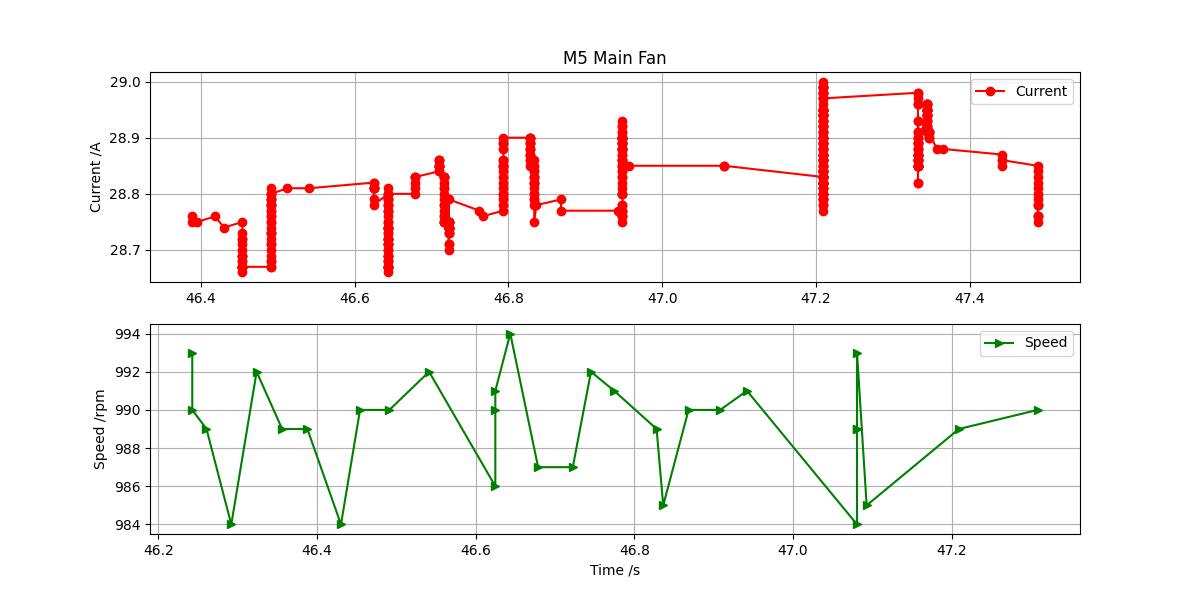 M5 Main Fan
29.0
28.9
28.8
28.7
Current /A
Current
46.4 46.6 46.8 47.0 47.2 47.4
994
992
990
988
986
984
Speed /rpm
Speed
46.2 46.4 46.6 46.8 47.0 47.2
Time /s